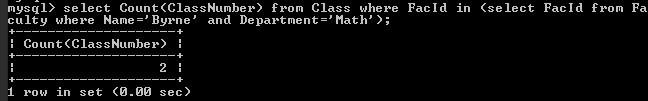 mysql> select Count(ClassNumber) from Class where FacId in (select FacId from Fa
culty where Name='Byrne' and Department='Math');
+--------------------+
| Count(ClassNumber) |
+--------------------+
|                  2 |
+--------------------+
1 row in set (0.00 sec)